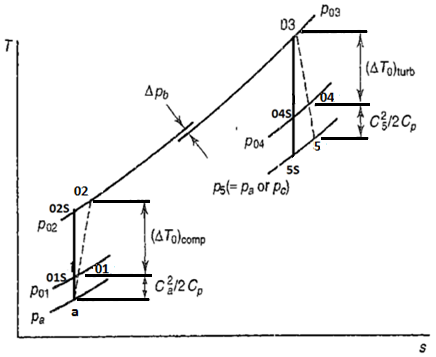 03
p03
T
(ΔT0)turb
Δpb
04S
04
p04
C5²/2Cp
5
5S
p5(= pa or pc)
02
02S
p02
(ΔT0)comp
1
01S
01
p01
Ca²/2Cp
pa
a
s